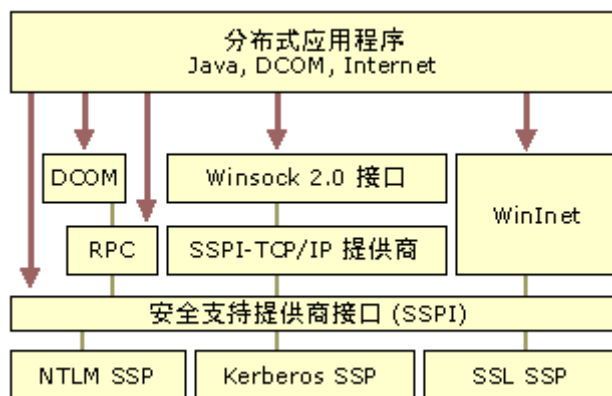 分布式应用程序
Java, DCOM, Internet
DCOM
Winsock 2.0 接口
WinInet
RPC
SSPI-TCP/IP 提供商
安全支持提供商接口 (SSPI)
NTLM SSP
Kerberos SSP
SSL SSP